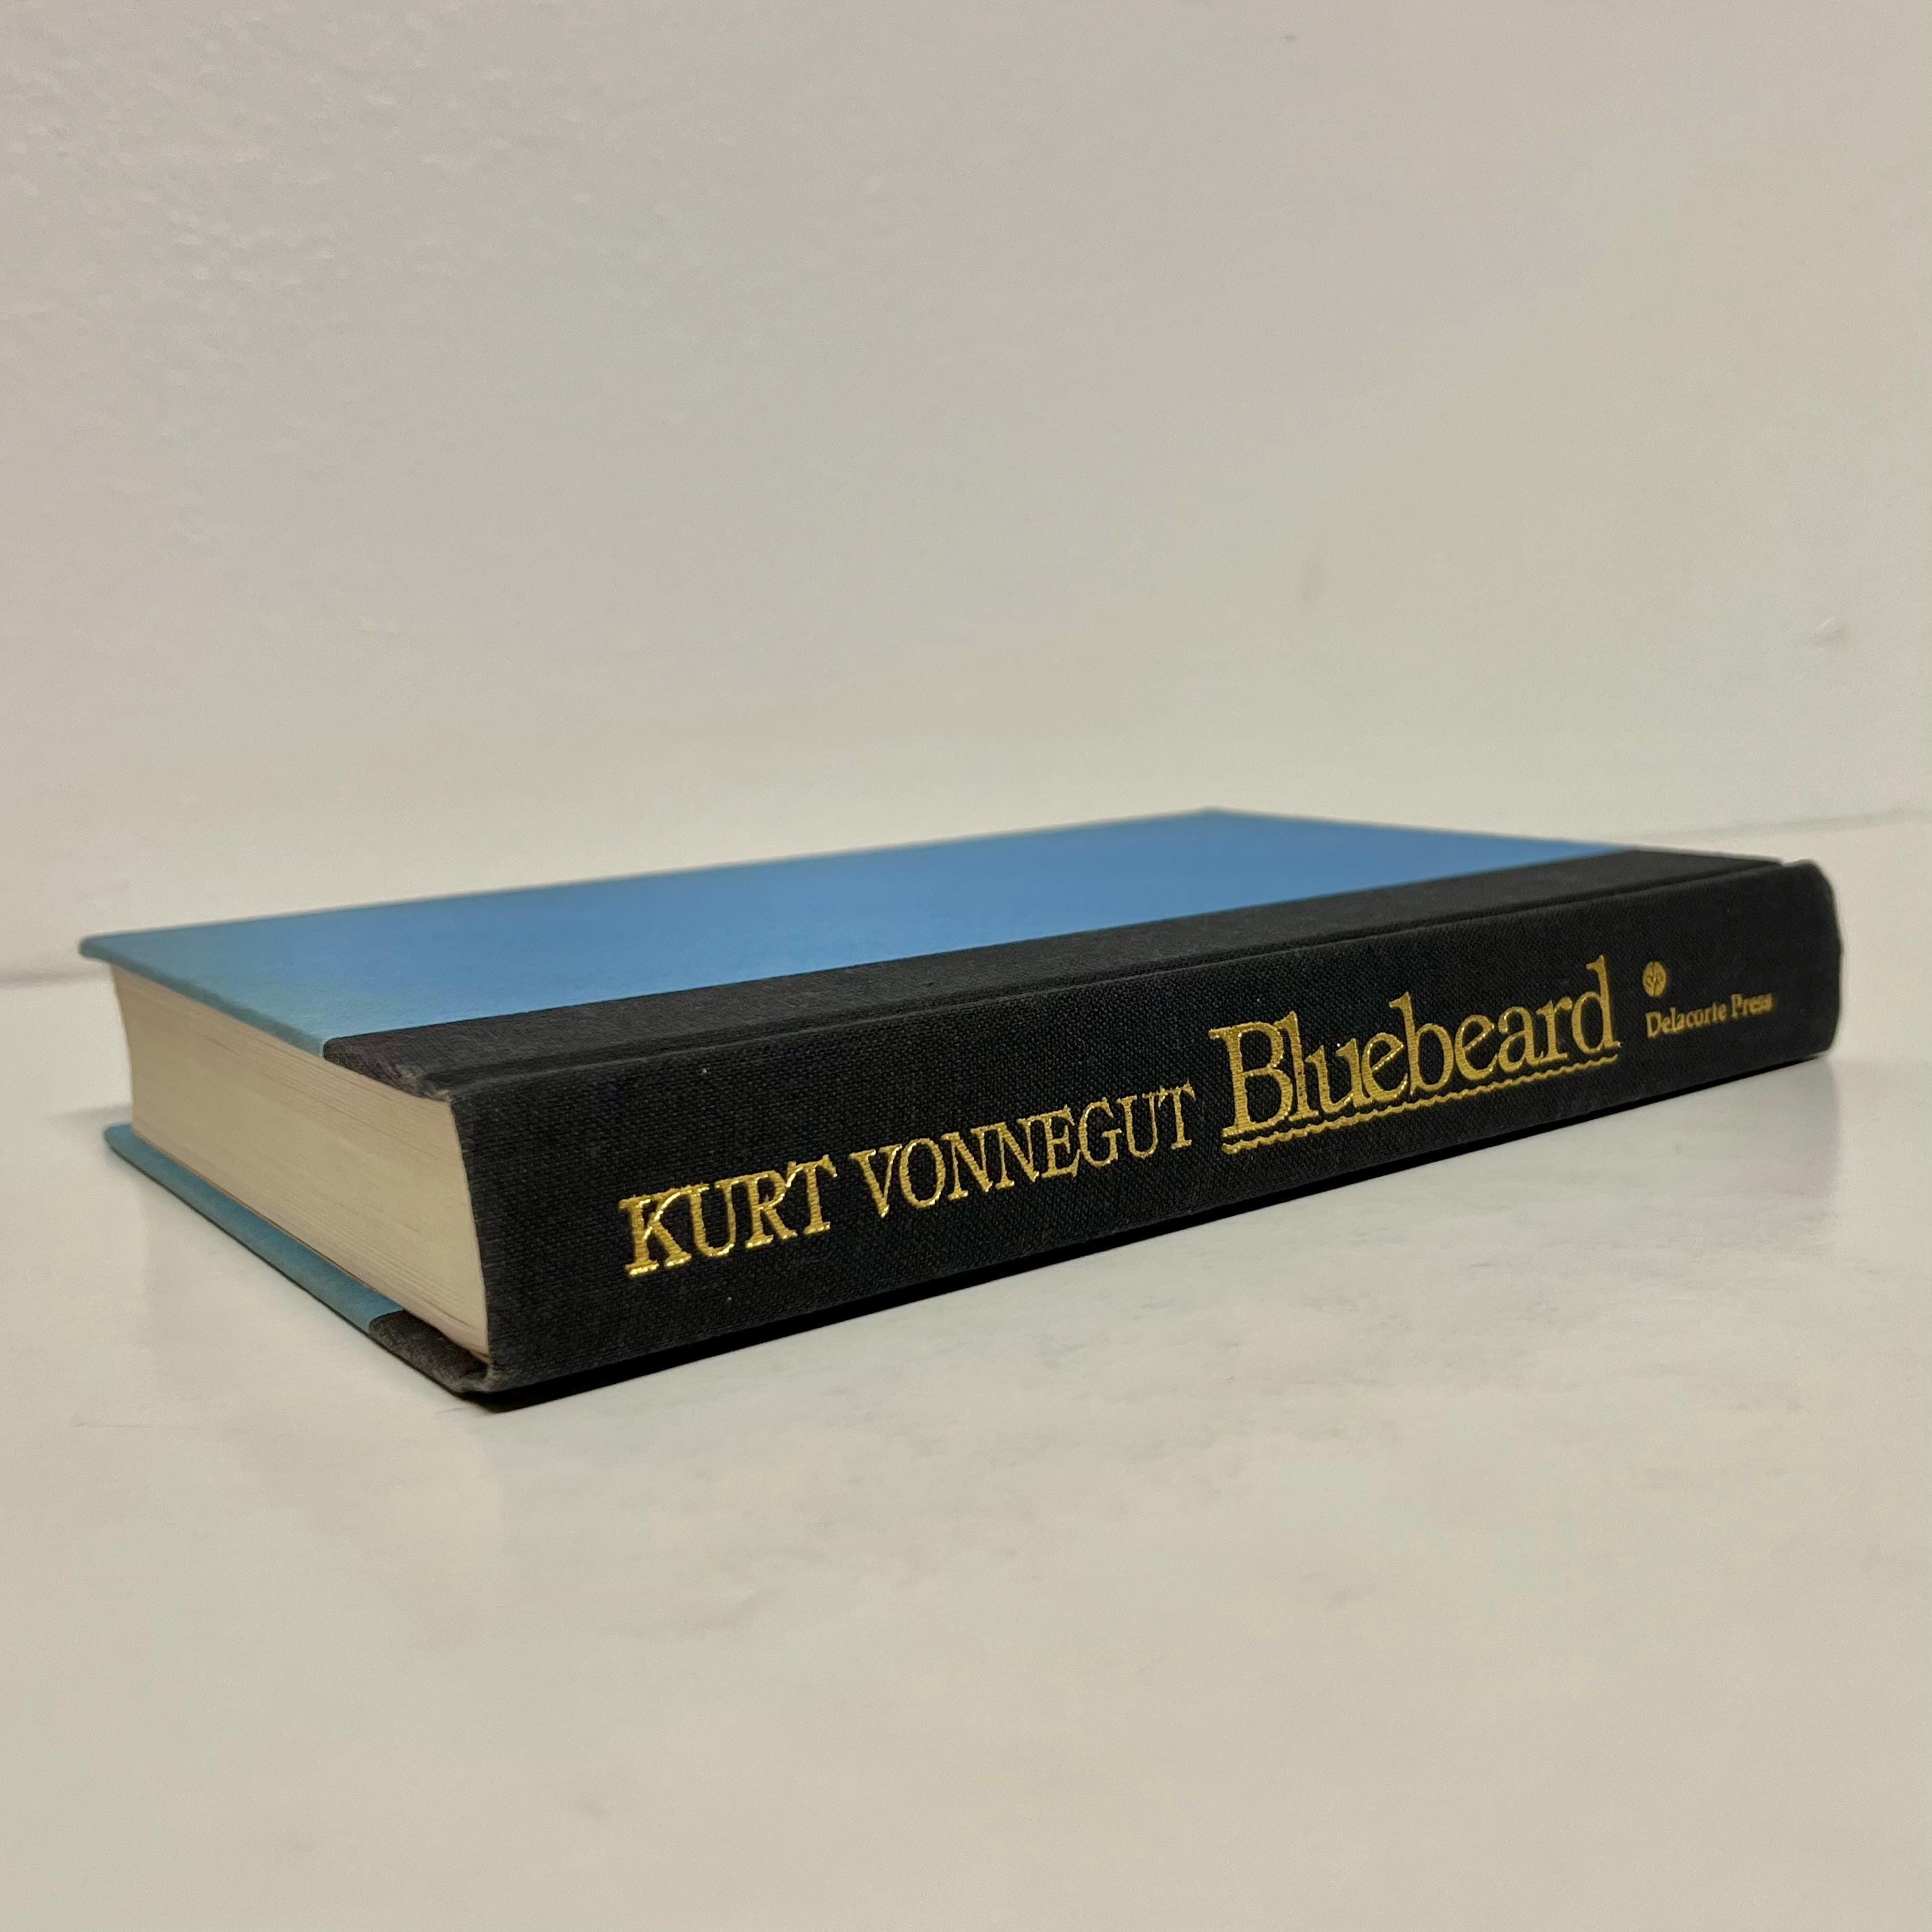 KURT VONNEGUT Bluebeard
Delacorte Press